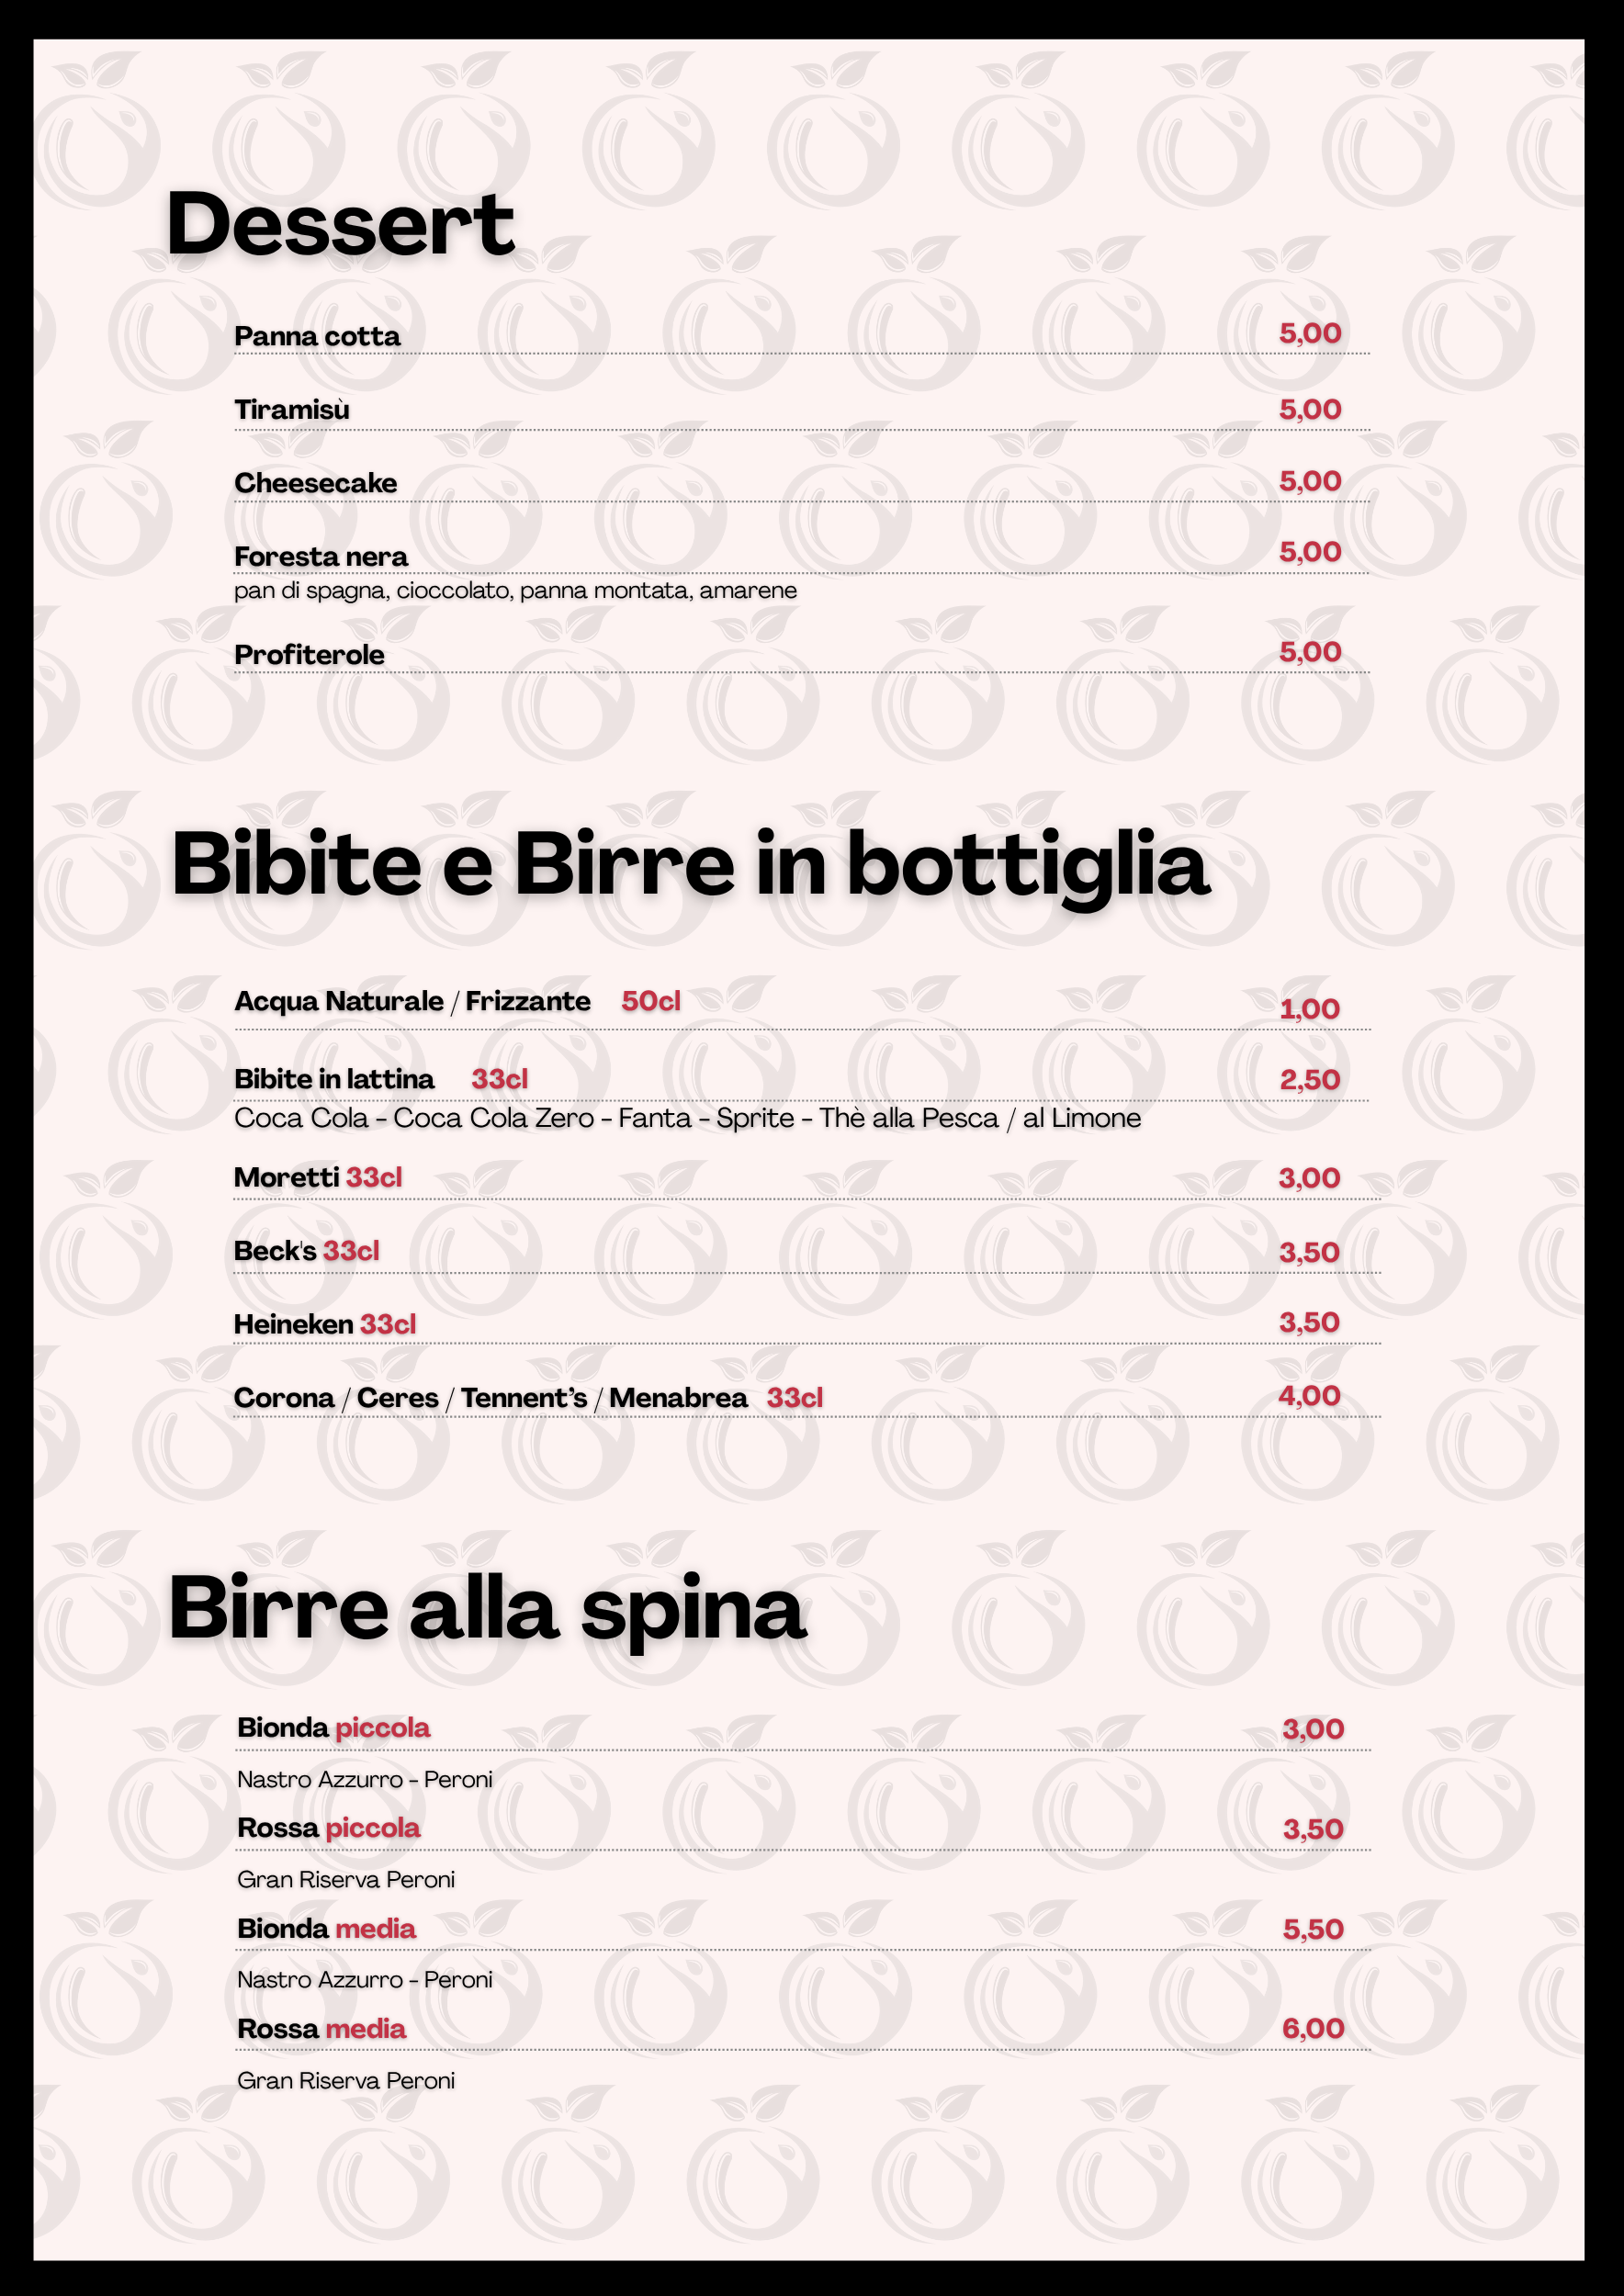 Dessert
Panna cotta 5,00
Tiramisù 5,00
Cheesecake 5,00
Foresta nera 5,00
pan di spagna, cioccolato, panna montata, amarene
Profiterole 5,00
Bibite e Birre in bottiglia
Acqua Naturale / Frizzante 50cl 1,00
Bibite in lattina 33cl 2,50
Coca Cola - Coca Cola Zero - Fanta - Sprite - Thè alla Pesca / al Limone
Moretti 33cl 3,00
Beck's 33cl 3,50
Heineken 33cl 3,50
Corona / Ceres / Tennent’s / Menabrea 33cl 4,00
Birre alla spina
Bionda piccola 3,00
Nastro Azzurro - Peroni
Rossa piccola 3,50
Gran Riserva Peroni
Bionda media 5,50
Nastro Azzurro - Peroni
Rossa media 6,00
Gran Riserva Peroni